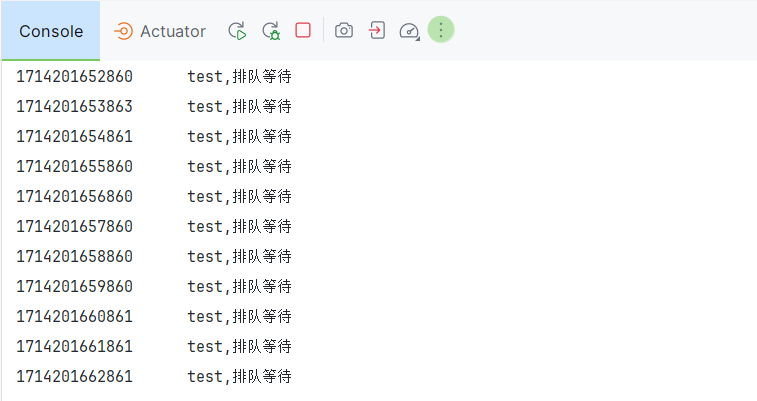 Console Actuator
1714201652860 test,排队等待
1714201653863 test,排队等待
1714201654861 test,排队等待
1714201655860 test,排队等待
1714201656860 test,排队等待
1714201657860 test,排队等待
1714201658860 test,排队等待
1714201659860 test,排队等待
1714201660861 test,排队等待
1714201661861 test,排队等待
1714201662861 test,排队等待